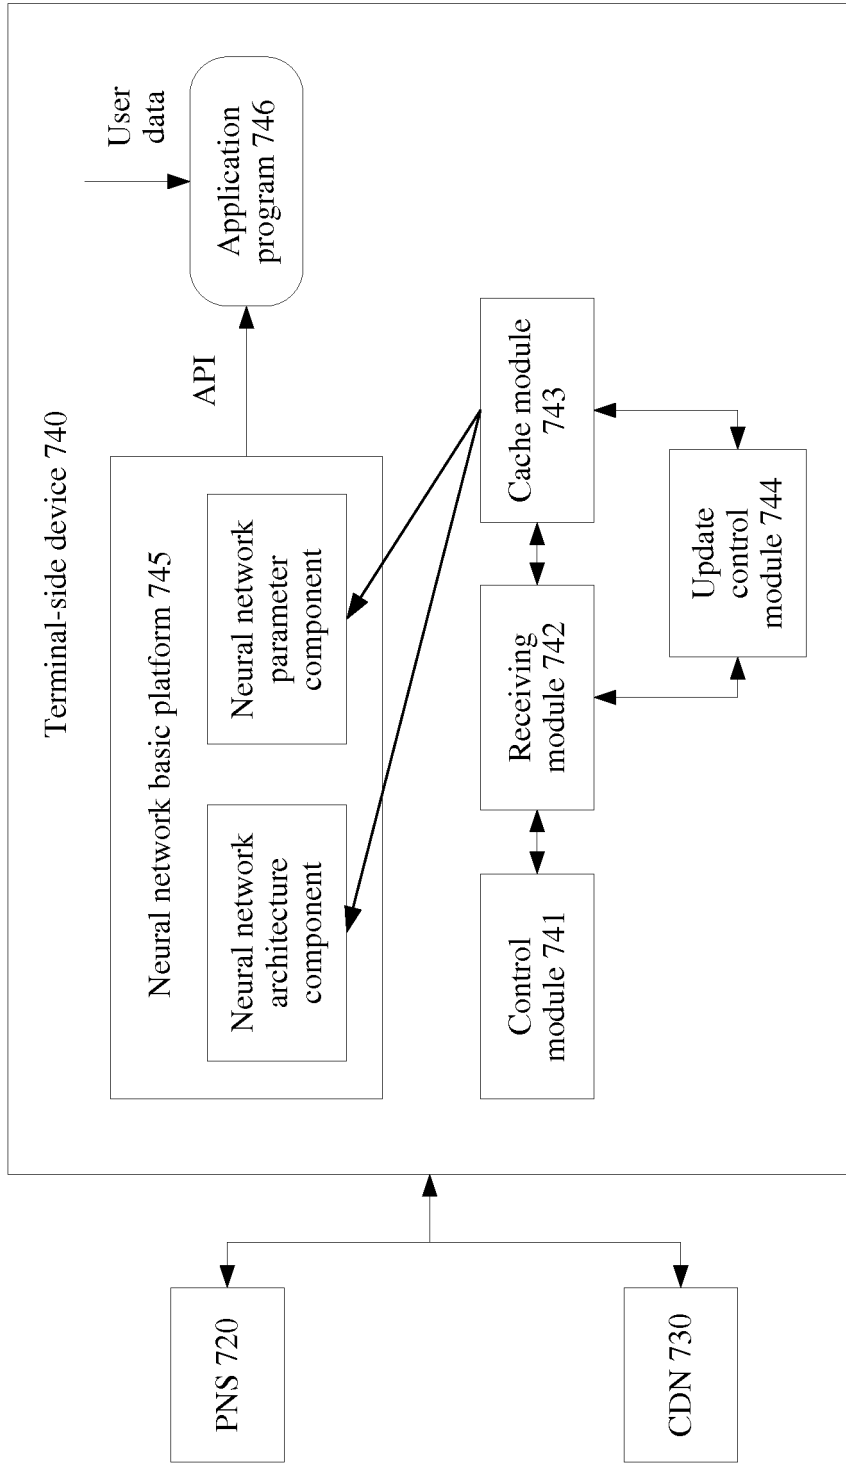 Terminal-side device 740
Neural network basic platform 745
Neural network
architecture
component
Neural network
parameter
component
API
User
data
Application
program 746
PNS 720
CDN 730
Control
module 741
Receiving
module 742
Cache module
743
Update
control
module 744